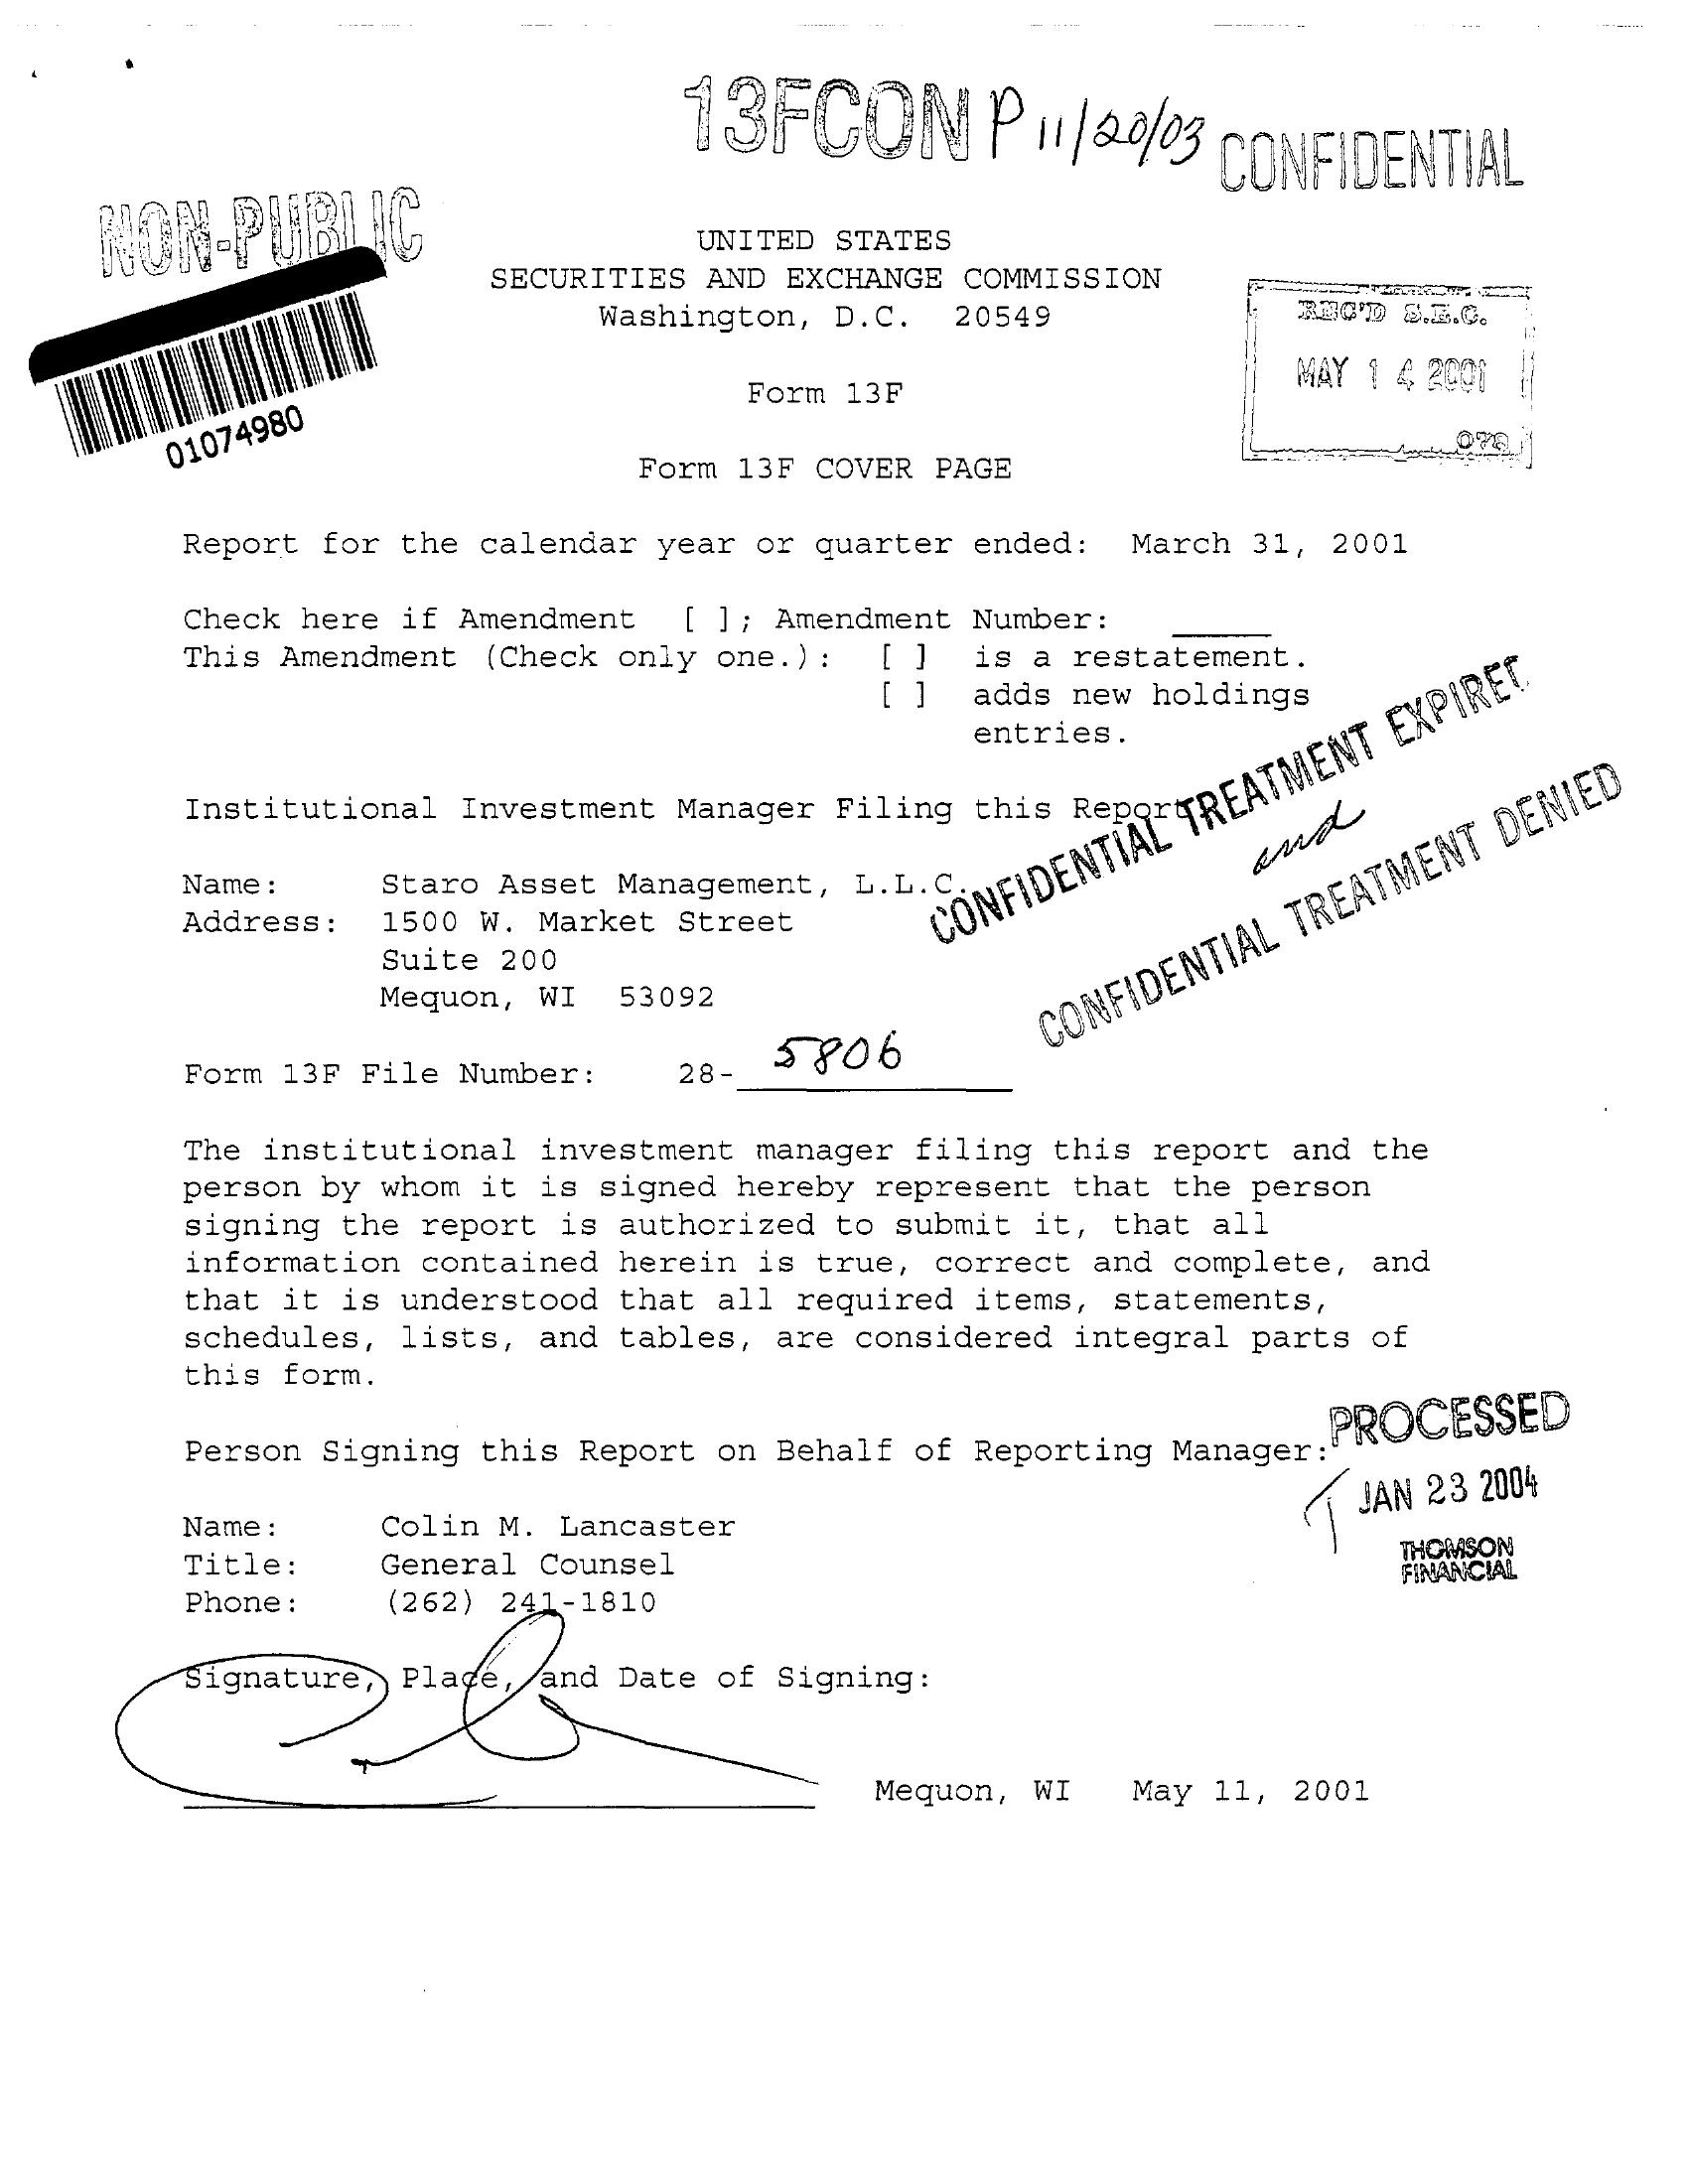 13FCON P 11/20/03 CONFIDENTIAL
NON-PUBLIC
UNITED STATES
SECURITIES AND EXCHANGE COMMISSION
Washington, D.C. 20549
REC'D S.E.C.
MAY 1 4 2001
078
01074980
Form 13F
Form 13F COVER PAGE
Report for the calendar year or quarter ended: March 31, 2001
Check here if Amendment [ ]; Amendment Number: _____
This Amendment (Check only one.): [ ] is a restatement.
[ ] adds new holdings
entries.
CONFIDENTIAL TREATMENT EXPIRED
and
CONFIDENTIAL TREATMENT DENIED
Institutional Investment Manager Filing this Report
Name: Staro Asset Management, L.L.C.
Address: 1500 W. Market Street
Suite 200
Mequon, WI 53092
Form 13F File Number: 28-5806
The institutional investment manager filing this report and the
person by whom it is signed hereby represent that the person
signing the report is authorized to submit it, that all
information contained herein is true, correct and complete, and
that it is understood that all required items, statements,
schedules, lists, and tables, are considered integral parts of
this form.
Person Signing this Report on Behalf of Reporting Manager:
PROCESSED
JAN 23 2004
THOMSON
FINANCIAL
Name: Colin M. Lancaster
Title: General Counsel
Phone: (262) 241-1810
Signature, Place, and Date of Signing:
Mequon, WI May 11, 2001